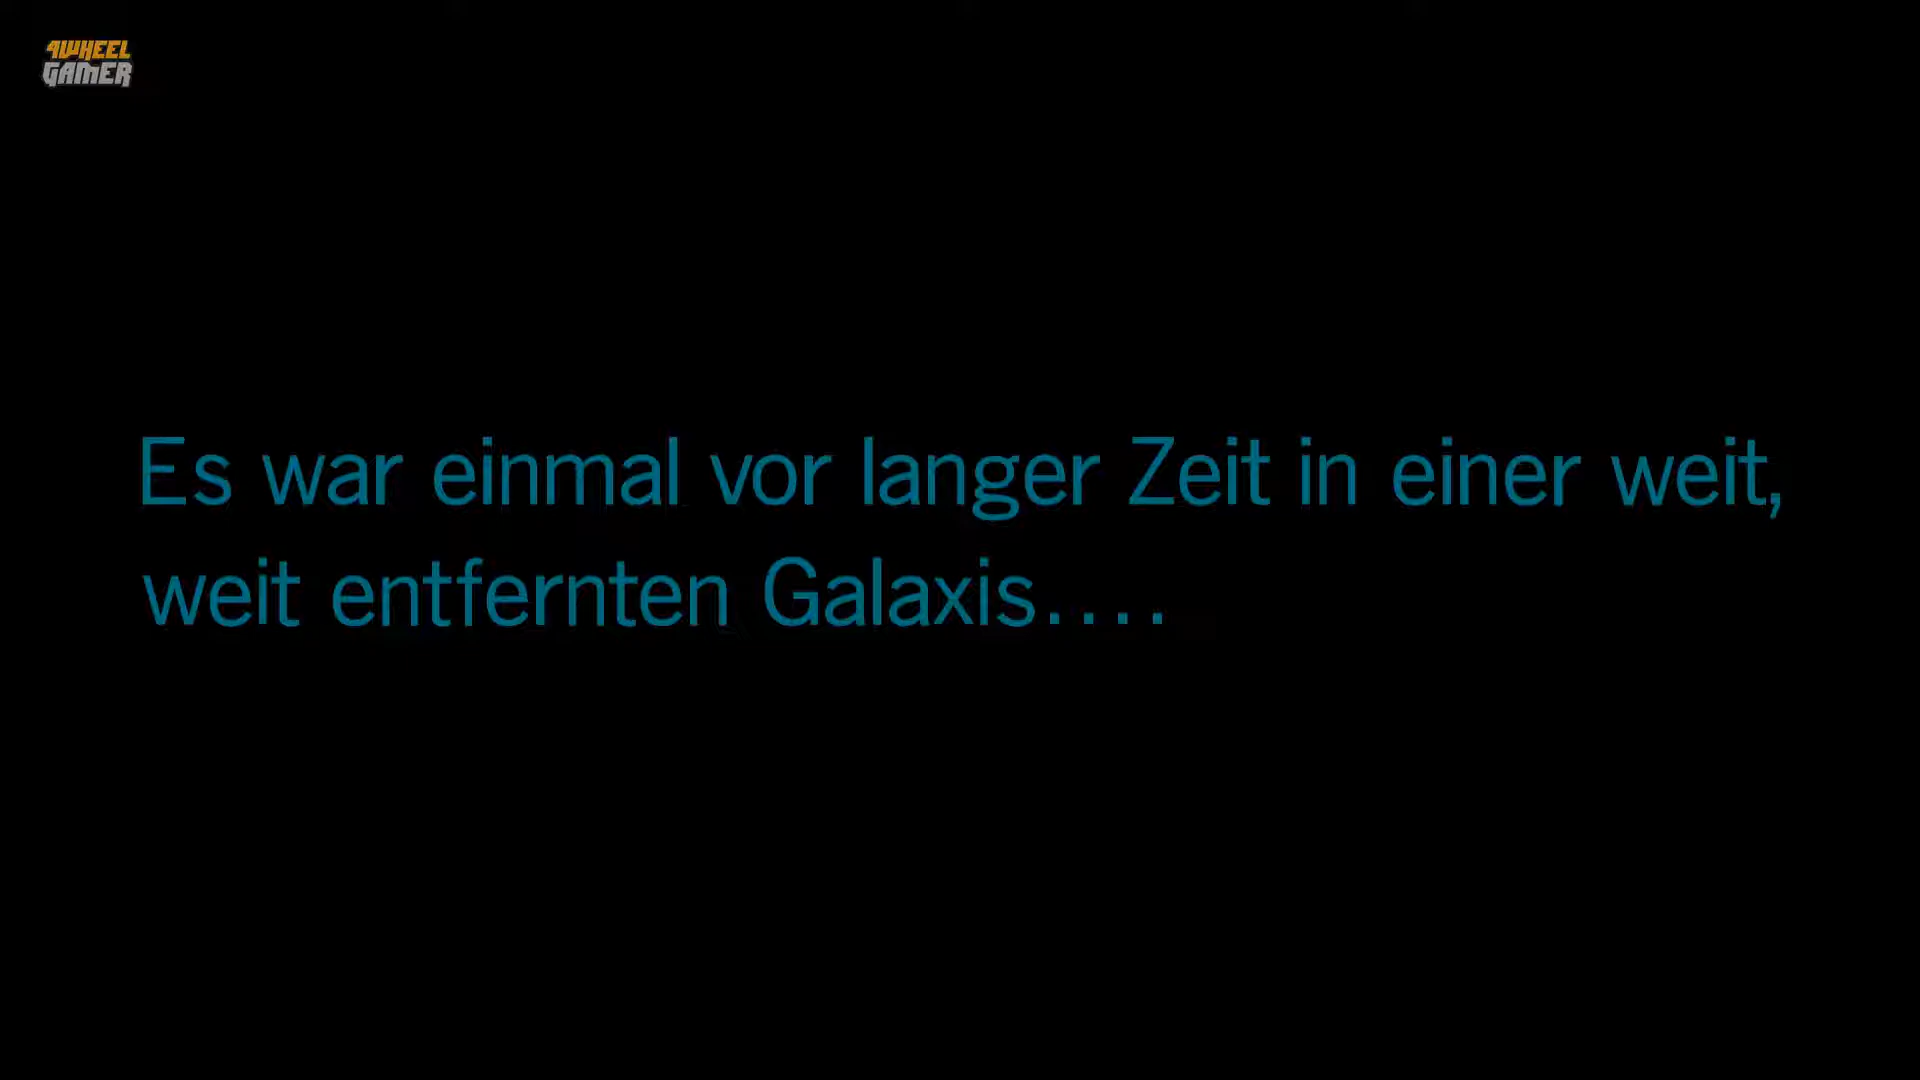 4WHEEL
GAMER
Es war einmal vor langer Zeit in einer weit,
weit entfernten Galaxis....